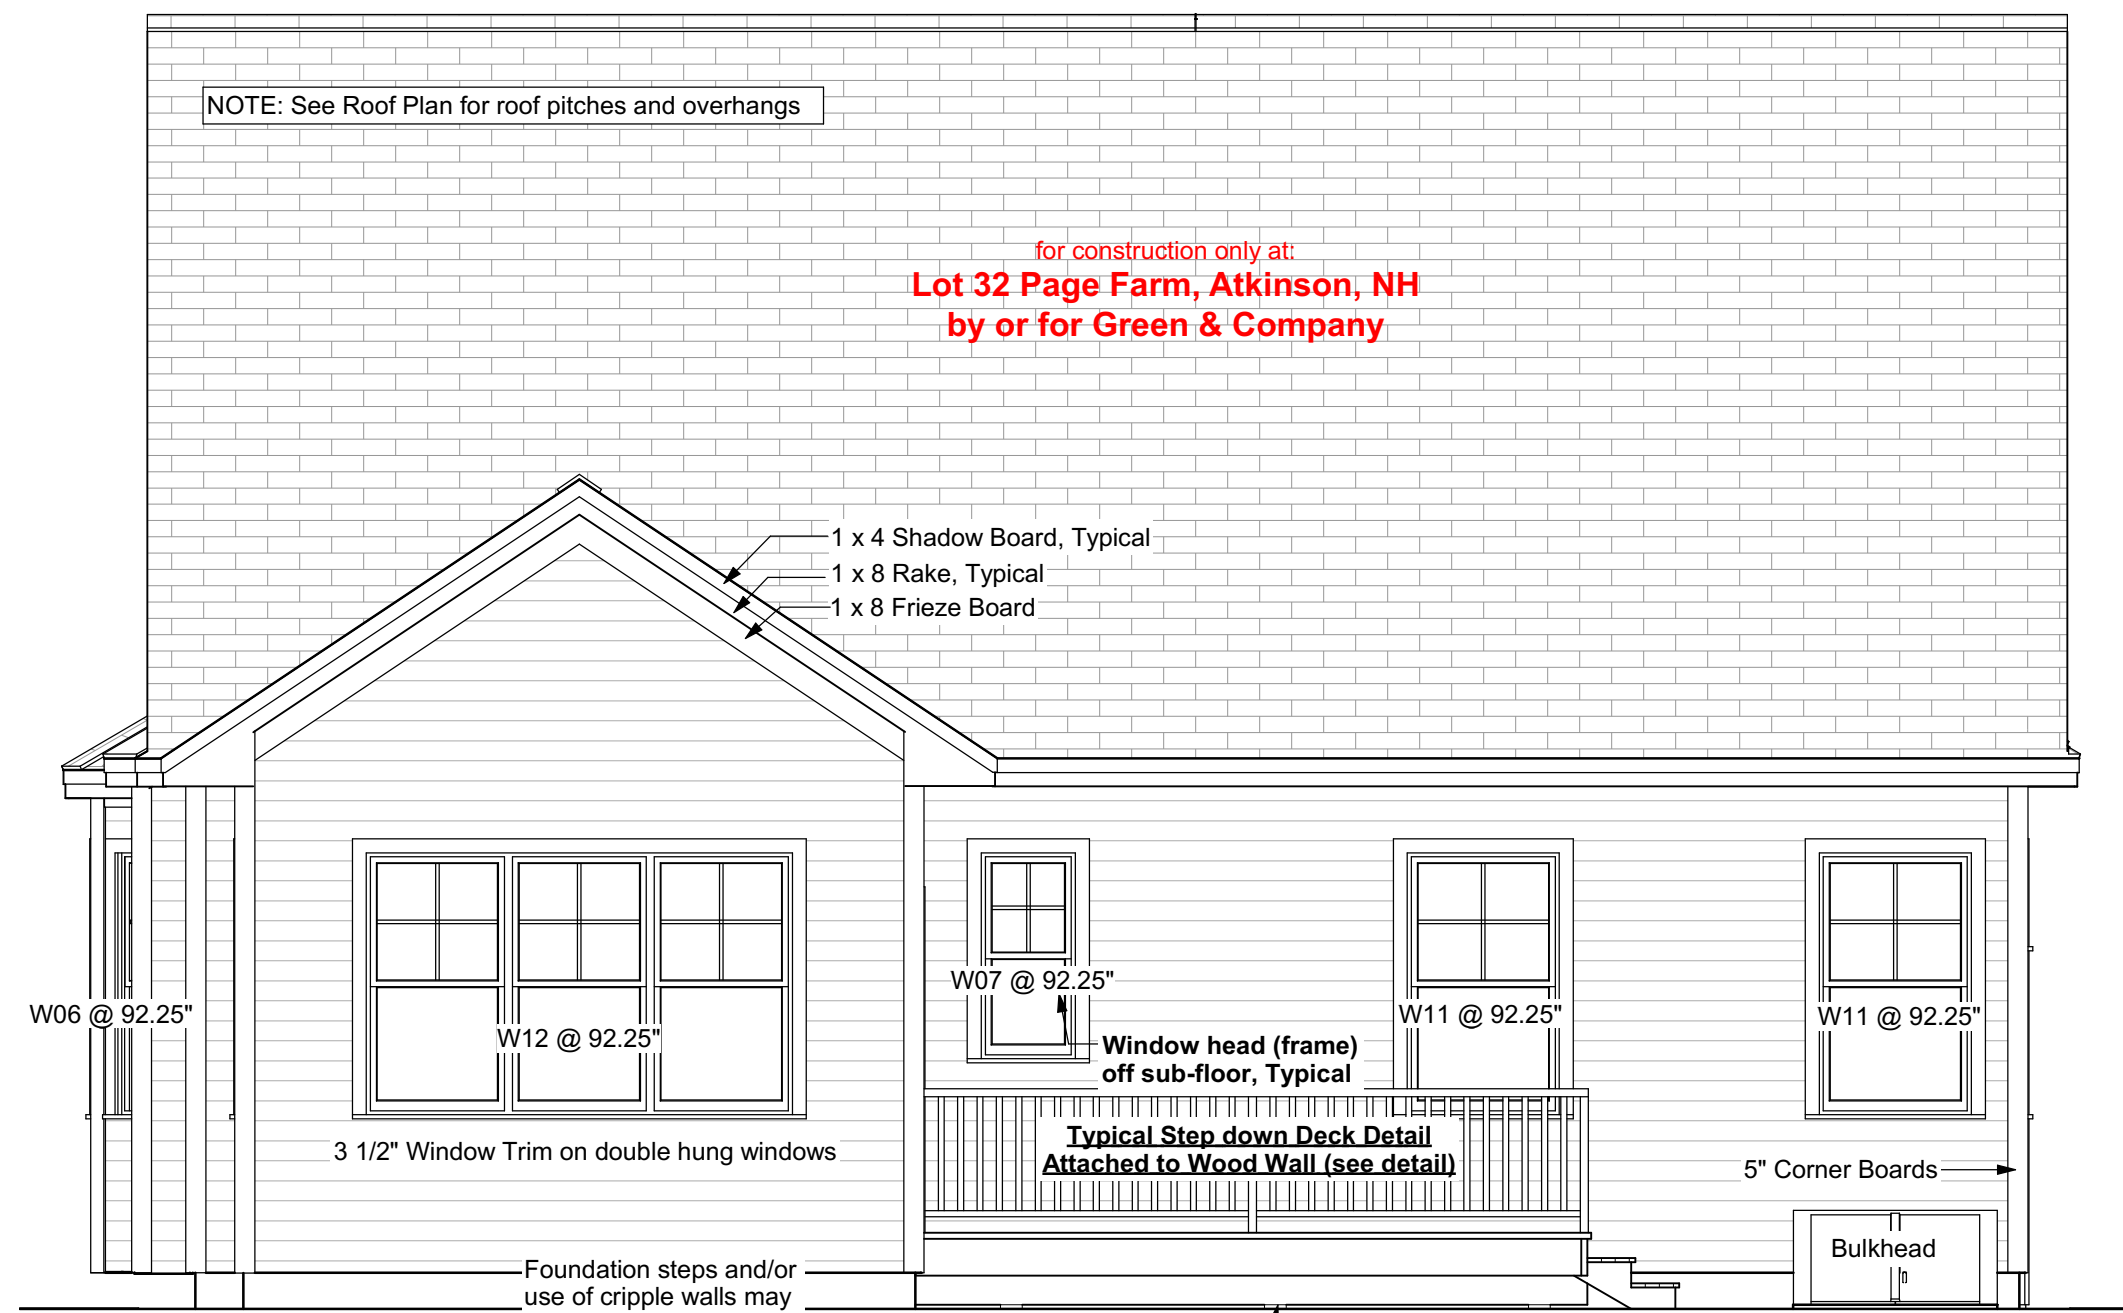 NOTE: See Roof Plan for roof pitches and overhangs
for construction only at:
Lot 32 Page Farm, Atkinson, NH
by or for Green & Company
1 x 4 Shadow Board, Typical
1 x 8 Rake, Typical
1 x 8 Frieze Board
W06 @ 92.25"
W12 @ 92.25"
W07 @ 92.25"
W11 @ 92.25"
W11 @ 92.25"
Window head (frame)
off sub-floor, Typical
3 1/2" Window Trim on double hung windows
Typical Step down Deck Detail
Attached to Wood Wall (see detail)
5" Corner Boards
Bulkhead
Foundation steps and/or
use of cripple walls may